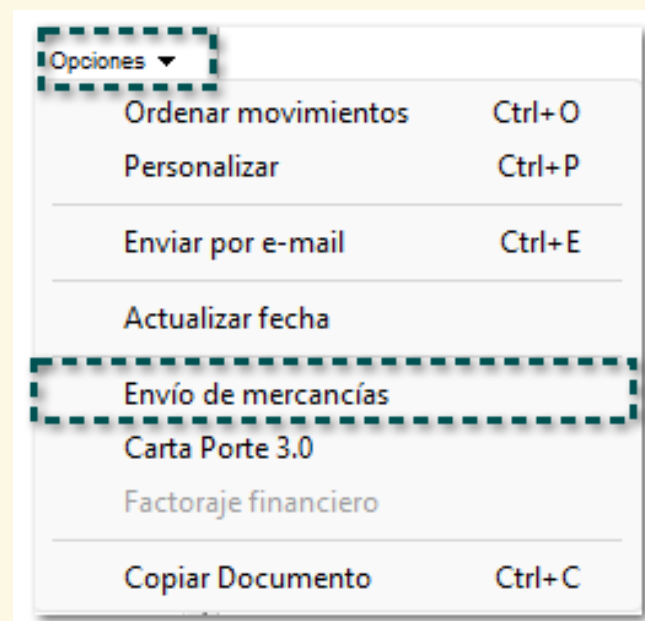 Opciones
Ordenar movimientos Ctrl+O
Personalizar Ctrl+P
Enviar por e-mail Ctrl+E
Actualizar fecha
Envío de mercancías
Carta Porte 3.0
Factoraje financiero
Copiar Documento Ctrl+C